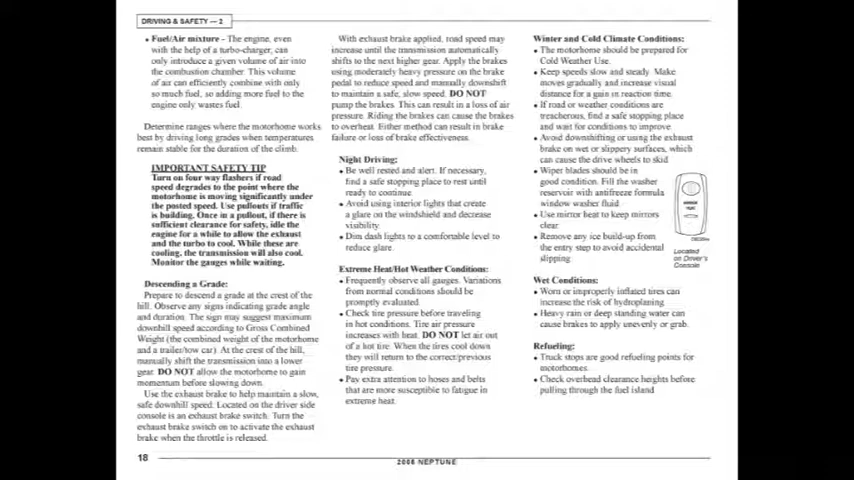 DRIVING & SAFETY — 2
• Fuel/Air mixture - The engine, even
with the help of a turbo-charger, can
only introduce a given volume of air into
the combustion chamber. This volume
of air can efficiently combine with only
so much fuel, so adding more fuel to the
engine only wastes fuel.
Determine ranges where the motorhome works
best by driving long grades when temperatures
remain stable for the duration of the climb.
IMPORTANT SAFETY TIP
Turn on four way flashers if road
speed degrades to the point where the
motorhome is moving significantly under
the posted speed. Use pullouts if traffic
is building. Once in a pullout, if there is
sufficient clearance for safety, idle the
engine for a while to allow the exhaust
and the turbo to cool. While these are
cooling, the transmission will also cool.
Monitor the gauges while waiting.
Descending a Grade:
Prepare to descend a grade at the crest of the
hill. Observe any signs indicating grade angle
and duration. The sign may suggest maximum
downhill speed according to Gross Combined
Weight (the combined weight of the motorhome
and a trailer/tow car). At the crest of the hill,
manually shift the transmission into a lower
gear. DO NOT allow the motorhome to gain
momentum before slowing down.
Use the exhaust brake to help maintain a slow,
safe downhill speed. Located on the driver side
console is an exhaust brake switch. Turn the
exhaust brake switch on to activate the exhaust
brake when the throttle is released.
With exhaust brake applied, road speed may
increase until the transmission automatically
shifts to the next higher gear. Apply the brakes
using moderately heavy pressure on the brake
pedal to reduce speed and manually downshift
to maintain a safe, slow speed. DO NOT
pump the brakes. This can result in a loss of air
pressure. Riding the brakes can cause the brakes
to overheat. Either method can result in brake
failure or loss of brake effectiveness.
Night Driving:
• Be well rested and alert. If necessary,
find a safe stopping place to rest until
ready to continue.
• Avoid using interior lights that create
a glare on the windshield and decrease
visibility.
• Dim dash lights to a comfortable level to
reduce glare.
Extreme Heat/Hot Weather Conditions:
• Frequently observe all gauges. Variations
from normal conditions should be
promptly evaluated.
• Check tire pressure before traveling
in hot conditions. Tire air pressure
increases with heat. DO NOT let air out
of a hot tire. When the tires cool down
they will return to the correct/previous
tire pressure.
• Pay extra attention to hoses and belts
that are more susceptible to fatigue in
extreme heat.
Winter and Cold Climate Conditions:
• The motorhome should be prepared for
Cold Weather Use.
• Keep speeds slow and steady. Make
moves gradually and increase visual
distance for a gain in reaction time.
• If road or weather conditions are
treacherous, find a safe stopping place
and wait for conditions to improve.
• Avoid downshifting or using the exhaust
brake on wet or slippery surfaces, which
can cause the drive wheels to skid.
• Wiper blades should be in
good condition. Fill the washer
reservoir with antifreeze formula
window washer fluid.
• Use mirror heat to keep mirrors
clear.
• Remove any ice build-up from
the entry step to avoid accidental
slipping.
Located
on Driver's
Console
Wet Conditions:
• Worn or improperly inflated tires can
increase the risk of hydroplaning.
• Heavy rain or deep standing water can
cause brakes to apply unevenly or grab.
Refueling:
• Truck stops are good refueling points for
motorhomes.
• Check overhead clearance heights before
pulling through the fuel island.
18
2008 NEPTUNE